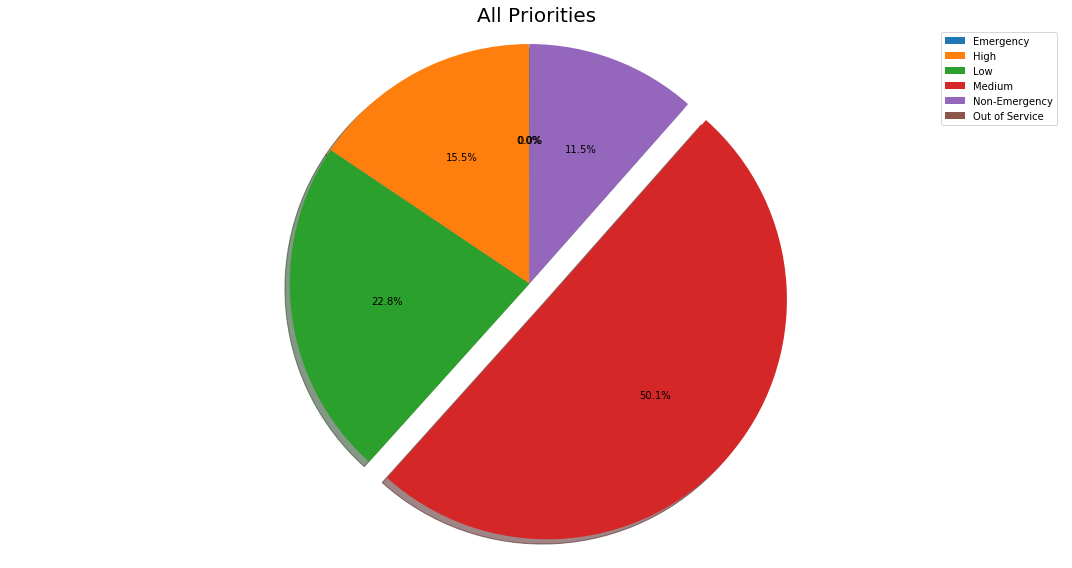 All Priorities
Emergency
High
Low
Medium
Non-Emergency
Out of Service
0.0%
11.5%
15.5%
22.8%
50.1%